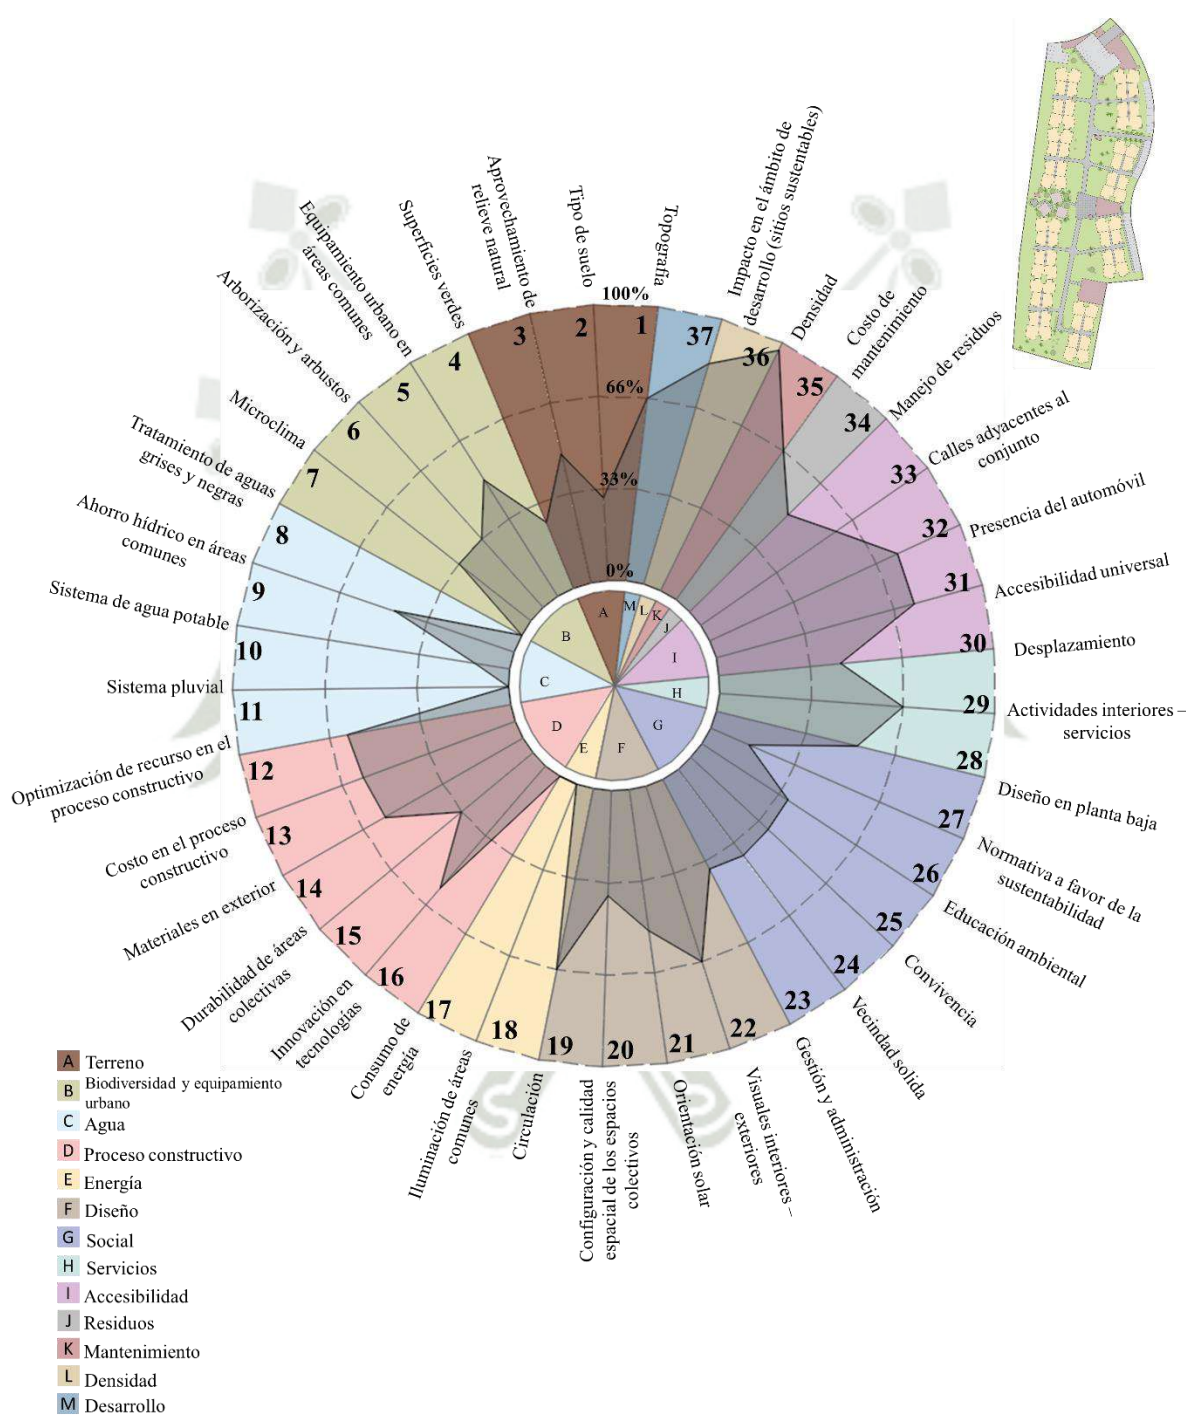 Topografía
Tipo de suelo
Aprovechamiento de
relieve natural
Superficies verdes
Equipamiento urbano en
áreas comunes
Arborización y arbustos
Microclima
Tratamiento de aguas
grises y negras
Ahorro hídrico en áreas
comunes
Sistema de agua potable
Sistema pluvial
Optimización de recurso en el
proceso constructivo
Costo en el proceso
constructivo
Materiales en exterior
Durabilidad de áreas
colectivas
Innovación en
tecnologías
Consumo de
energía
Iluminación de áreas
comunes
Circulación
Configuración y calidad
espacial de los espacios
colectivos
Orientación solar
Visuales interiores –
exteriores
Gestión y administración
Vecindad solida
Convivencia
Educación ambiental
Normativa a favor de la
sustentabilidad
Diseño en planta baja
Actividades interiores –
servicios
Desplazamiento
Accesibilidad universal
Presencia del automóvil
Calles adyacentes al
conjunto
Manejo de residuos
Costo de
mantenimiento
Densidad
Impacto en el ámbito de
desarrollo (sitios sustentables)
100%
66%
33%
0%
1
2
3
4
5
6
7
8
9
10
11
12
13
14
15
16
17
18
19
20
21
22
23
24
25
26
27
28
29
30
31
32
33
34
35
36
37
A
B
C
D
E
F
G
H
I
J
K
L
M
A Terreno
B Biodiversidad y equipamiento
urbano
C Agua
D Proceso constructivo
E Energía
F Diseño
G Social
H Servicios
I Accesibilidad
J Residuos
K Mantenimiento
L Densidad
M Desarrollo